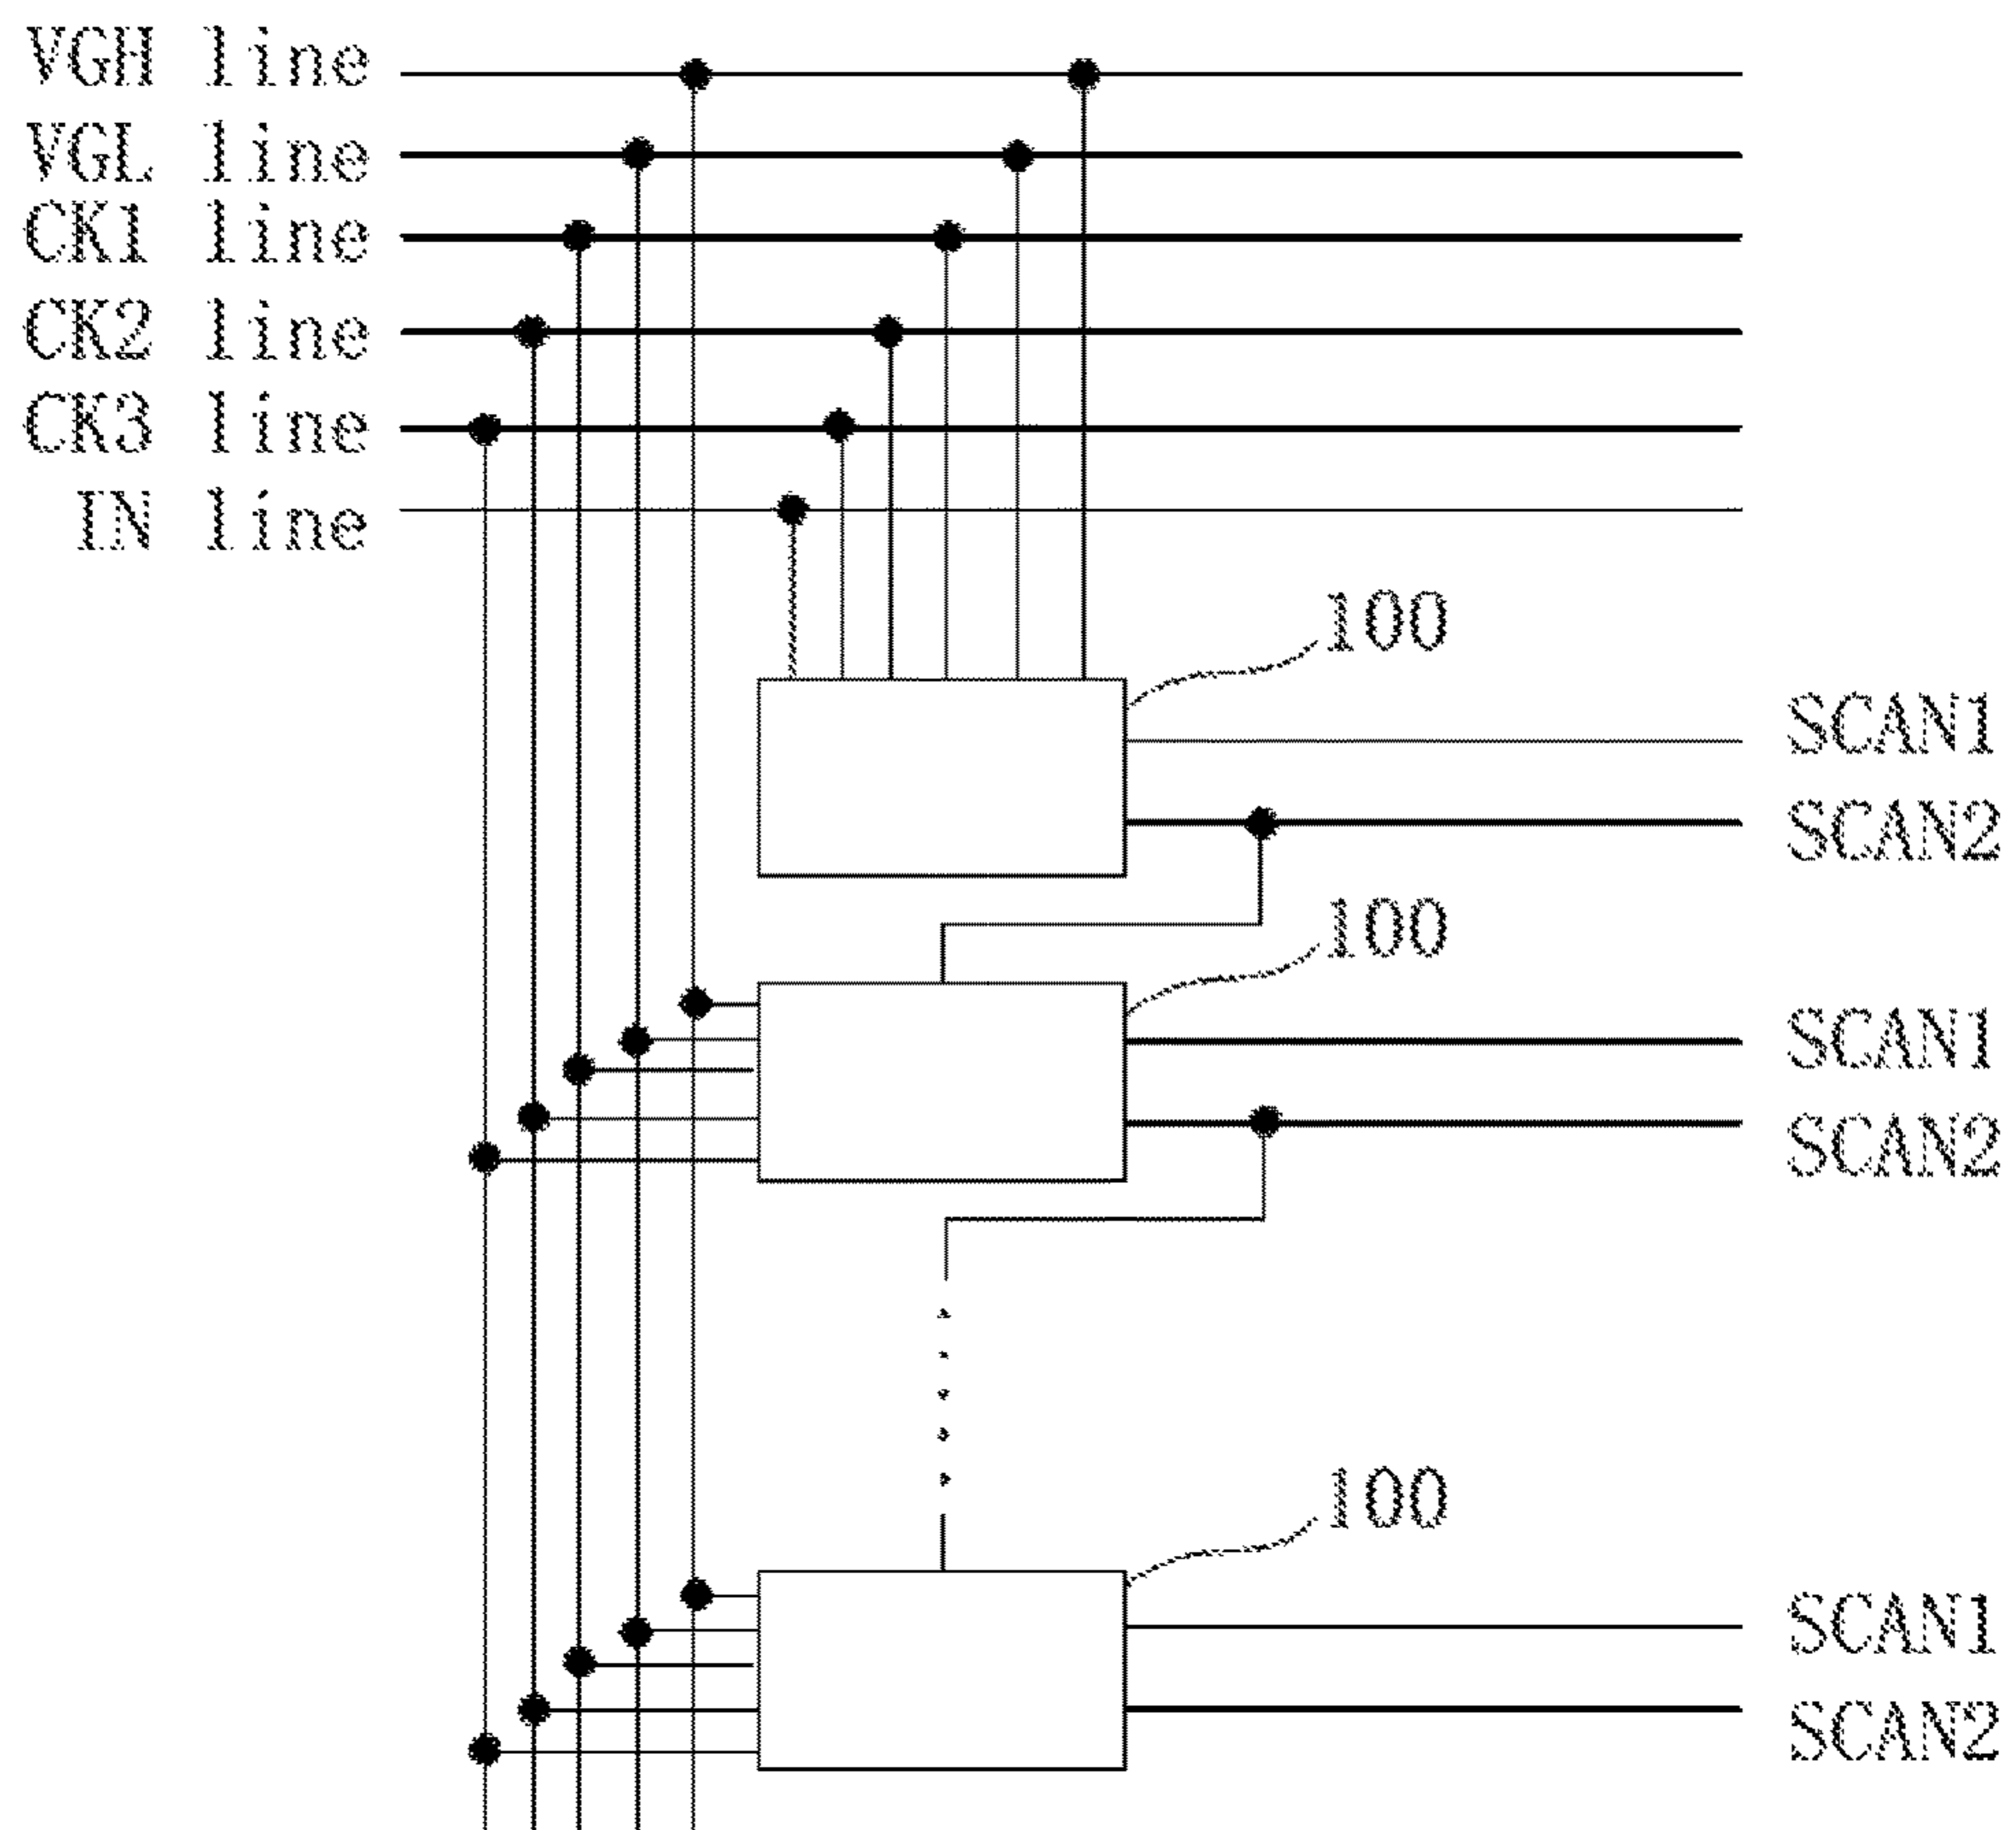 VGH line
VGL line
CK1 line
CK2 line
CK3 line
IN line
100
SCAN1
SCAN2
100
SCAN1
SCAN2
100
SCAN1
SCAN2